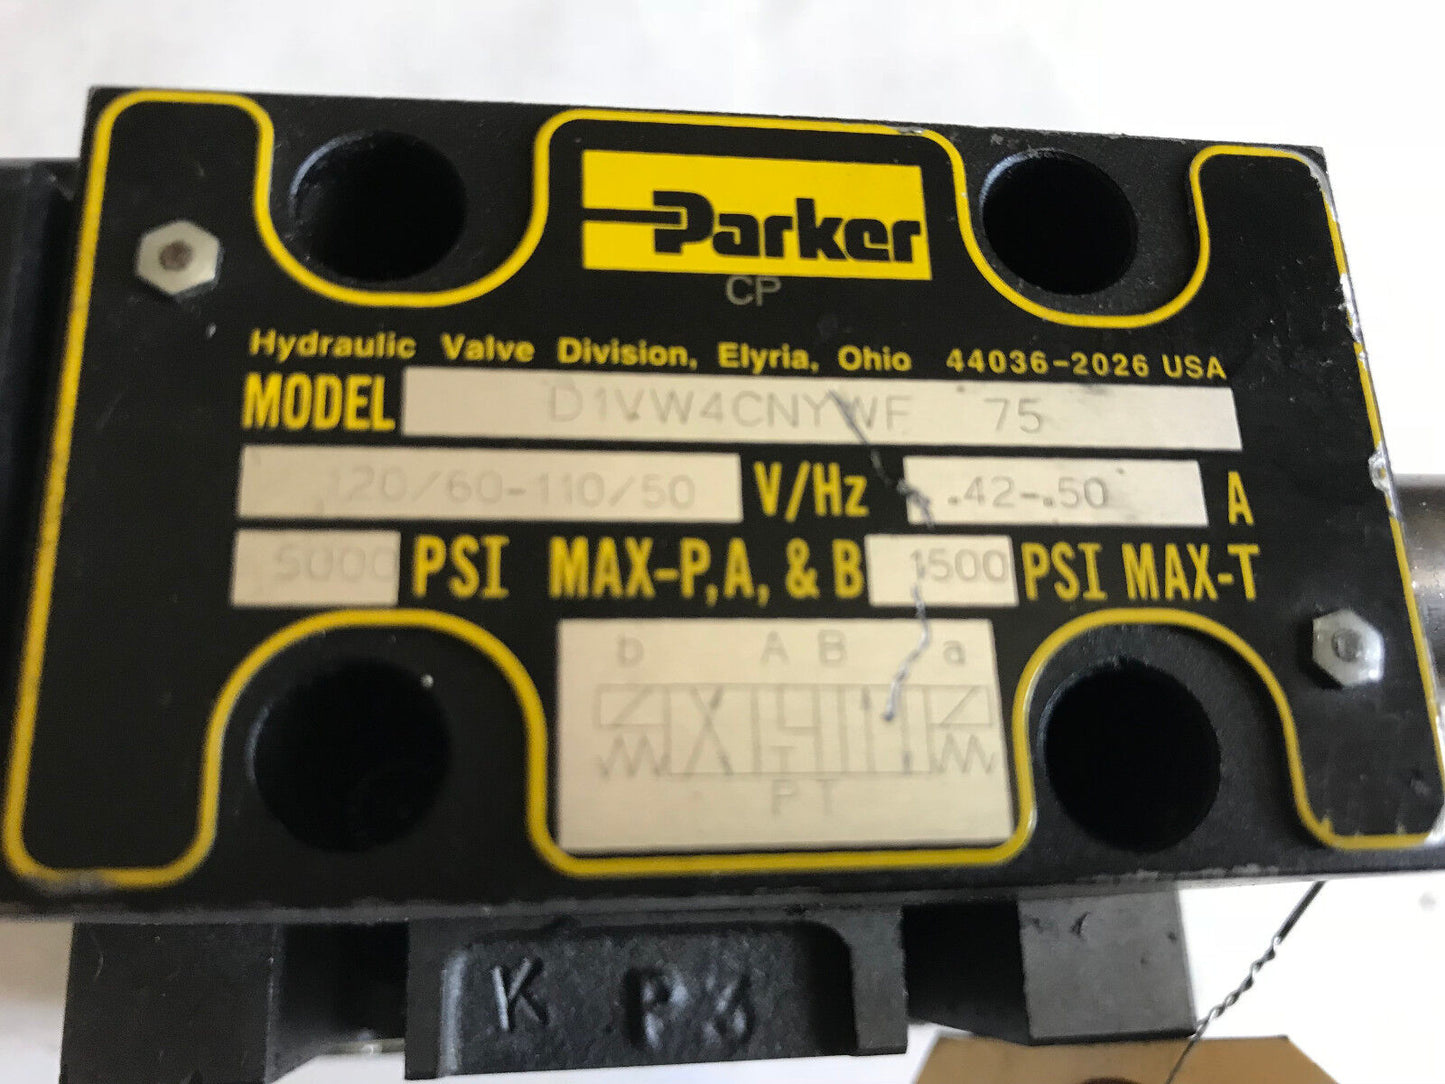 Parker
CP
Hydraulic Valve Division, Elyria, Ohio 44036-2026 USA
MODEL D1VW4CNYWF 75
120/60-110/50 V/Hz .42-.50 A
5000 PSI MAX-P,A, & B 1500 PSI MAX-T
b A B a
P T
K P3